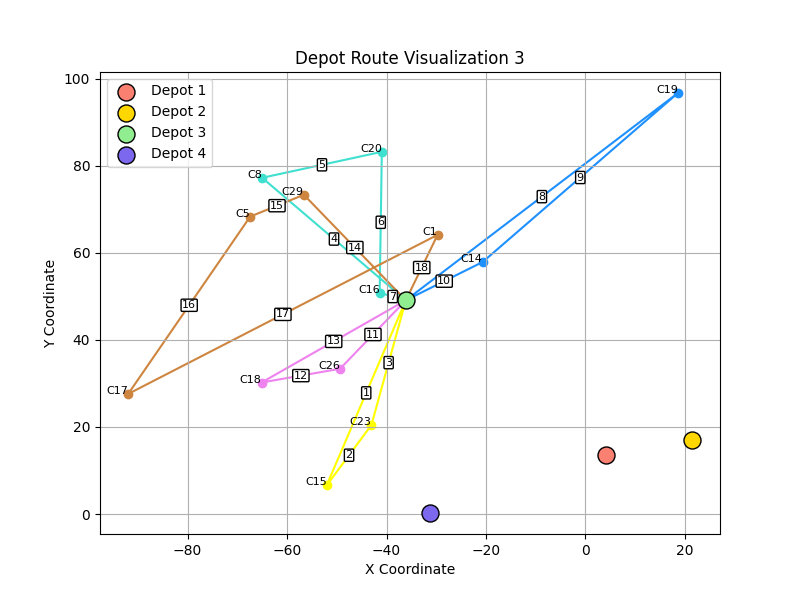 Depot Route Visualization 3
Depot 1
Depot 2
Depot 3
Depot 4
Y Coordinate
100
80
60
40
20
0
C19
C20
C8
C29
C5
C1
C14
C16
C17
C18
C26
C23
C15
5
9
8
15
6
4
14
18
10
7
16
17
11
13
3
12
1
2
−80
−60
−40
−20
0
20
X Coordinate